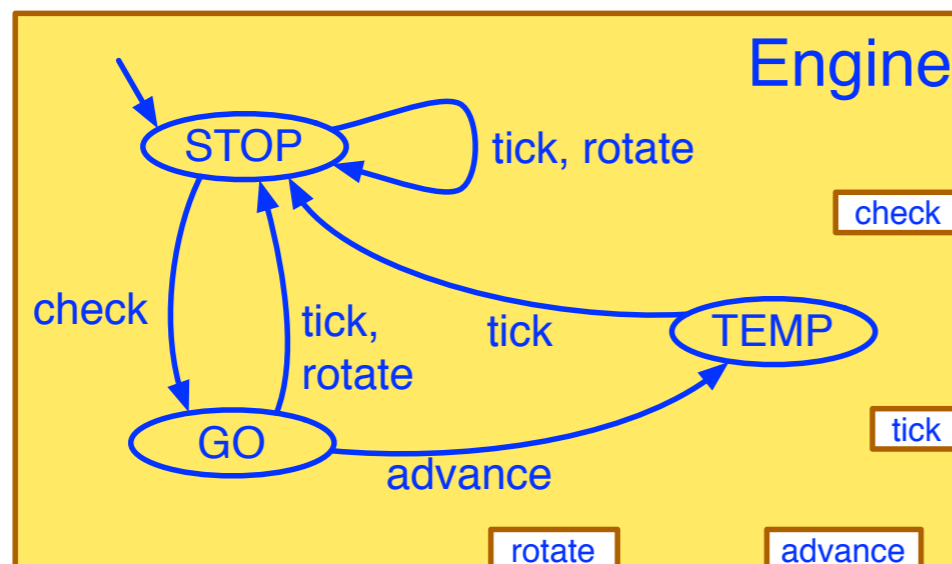 Engine
STOP
tick, rotate
check
check
tick,
rotate
tick
TEMP
GO
advance
tick
rotate
advance